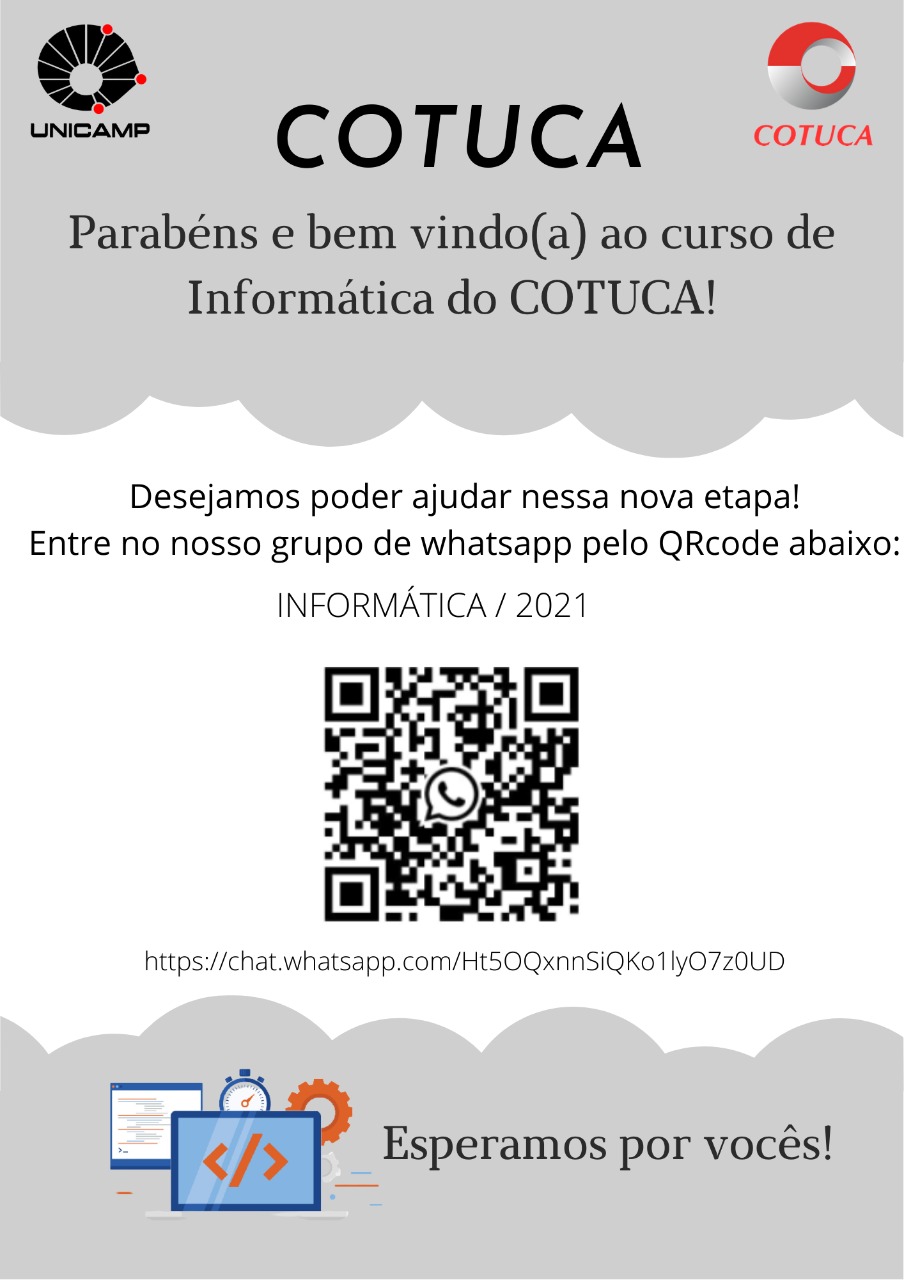 UNICAMP
COTUCA
COTUCA
Parabéns e bem vindo(a) ao curso de
Informática do COTUCA!
Desejamos poder ajudar nessa nova etapa!
Entre no nosso grupo de whatsapp pelo QRcode abaixo:
INFORMÁTICA / 2021
https://chat.whatsapp.com/Ht5OQxnnSiQKo1lyO7z0UD
</>
Esperamos por vocês!